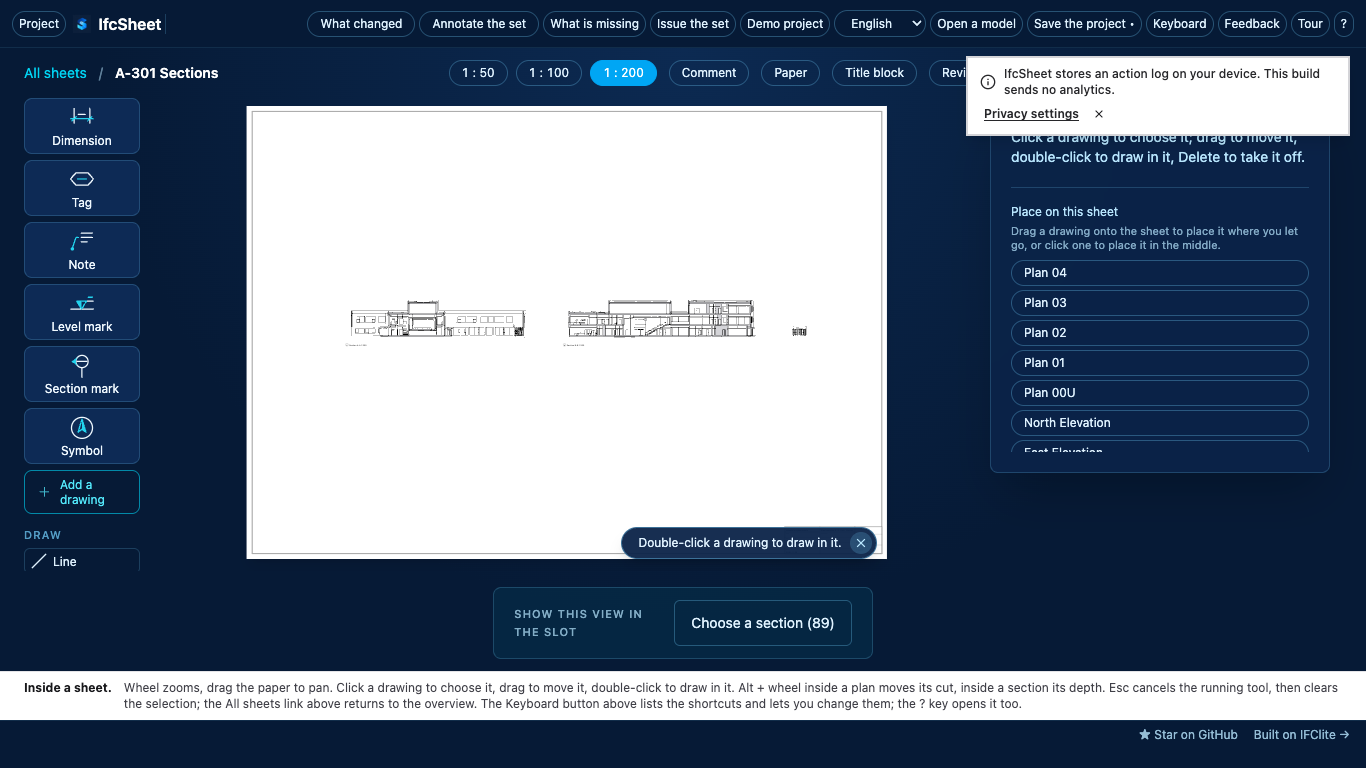 Project
IfcSheet
What changed
Annotate the set
What is missing
Issue the set
Demo project
English
Open a model
Save the project •
Keyboard
Feedback
Tour
?
All sheets / A-301 Sections
1 : 50
1 : 100
1 : 200
Comment
Paper
Title block
Revi
IfcSheet stores an action log on your device. This build
sends no analytics.
Privacy settings
Dimension
Tag
Note
Level mark
Section mark
Symbol
Add a
drawing
DRAW
Line
Click a drawing to choose it, drag to move it,
double-click to draw in it, Delete to take it off.
Place on this sheet
Drag a drawing onto the sheet to place it where you let
go, or click one to place it in the middle.
Plan 04
Plan 03
Plan 02
Plan 01
Plan 00U
North Elevation
East Elevation
Double-click a drawing to draw in it.
SHOW THIS VIEW IN
THE SLOT
Choose a section (89)
Inside a sheet. Wheel zooms, drag the paper to pan. Click a drawing to choose it, drag to move it, double-click to draw in it. Alt + wheel inside a plan moves its cut, inside a section its depth. Esc cancels the running tool, then clears
the selection; the All sheets link above returns to the overview. The Keyboard button above lists the shortcuts and lets you change them; the ? key opens it too.
Star on GitHub
Built on IFClite →